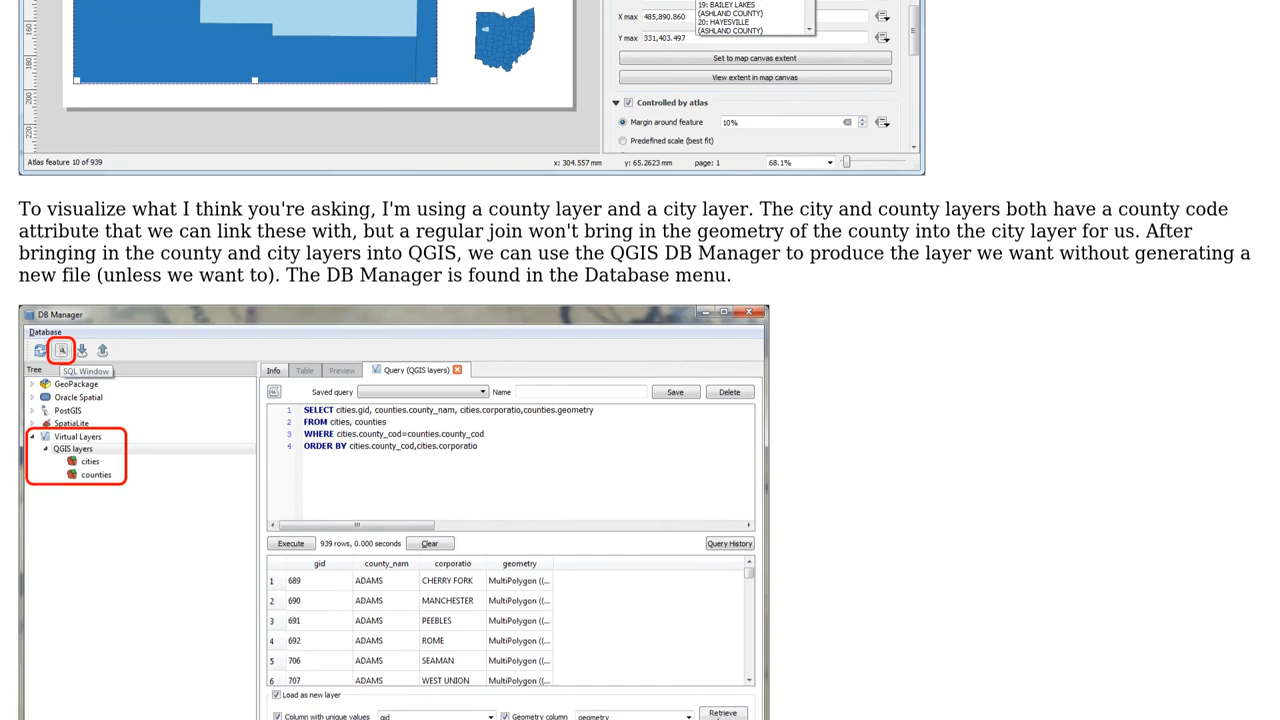 160
180
200
220
19: BAILEY LAKES
(ASHLAND COUNTY)
20: HAYESVILLE
(ASHLAND COUNTY)
X max 485,890.860
Y max 331,403.497
Set to map canvas extent
View extent in map canvas
Controlled by atlas
Margin around feature 10%
Predefined scale (best fit)
Atlas feature 10 of 939 x: 304.557 mm y: 65.2623 mm page: 1 68.1%
To visualize what I think you're asking, I'm using a county layer and a city layer. The city and county layers both have a county code
attribute that we can link these with, but a regular join won't bring in the geometry of the county into the city layer for us. After
bringing in the county and city layers into QGIS, we can use the QGIS DB Manager to produce the layer we want without generating a
new file (unless we want to). The DB Manager is found in the Database menu.
DB Manager
Database
SQL Window
Tree
GeoPackage
Oracle Spatial
PostGIS
SpatiaLite
Virtual Layers
QGIS layers
cities
counties
Info Table Preview Query (QGIS layers)
Saved query Name Save Delete
1 SELECT cities.gid, counties.county_nam, cities.corporatio,counties.geometry
2 FROM cities, counties
3 WHERE cities.county_cod=counties.county_cod
4 ORDER BY cities.county_cod,cities.corporatio
Execute 939 rows, 0.000 seconds Clear Query History
gid county_nam corporatio geometry
1 689 ADAMS CHERRY FORK MultiPolygon ((...
2 690 ADAMS MANCHESTER MultiPolygon ((...
3 691 ADAMS PEEBLES MultiPolygon ((...
4 692 ADAMS ROME MultiPolygon ((...
5 706 ADAMS SEAMAN MultiPolygon ((...
6 707 ADAMS WEST UNION MultiPolygon ((...
Load as new layer
Column with unique values gid Geometry column geometry Retrieve